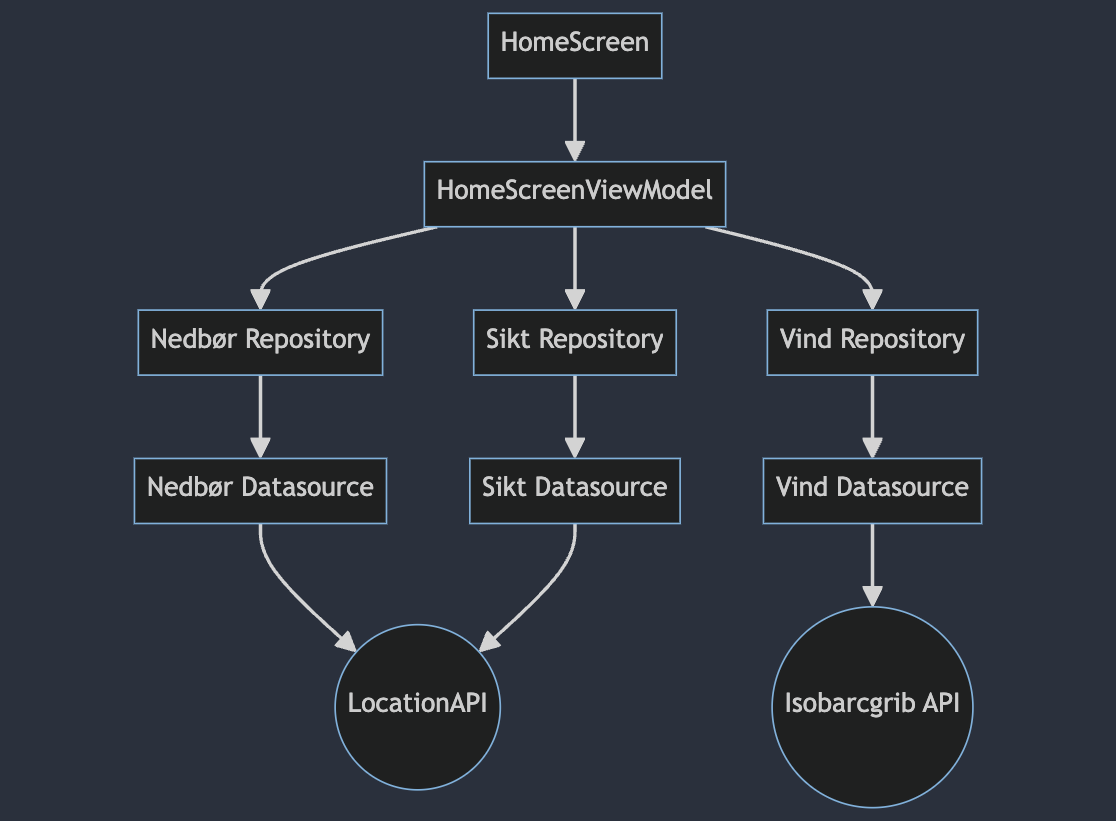 HomeScreen
HomeScreenViewModel
Nedbør Repository
Sikt Repository
Vind Repository
Nedbør Datasource
Sikt Datasource
Vind Datasource
LocationAPI
Isobarcgrib API